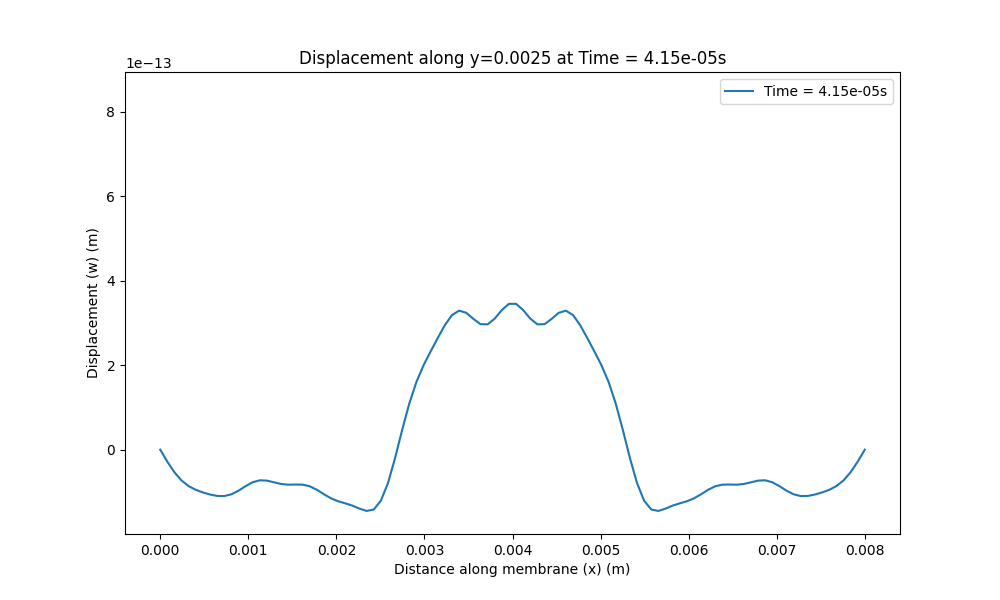 Displacement along y=0.0025 at Time = 4.15e-05s
1e−13
Time = 4.15e-05s
8
6
4
2
0
Displacement (w) (m)
0.000 0.001 0.002 0.003 0.004 0.005 0.006 0.007 0.008
Distance along membrane (x) (m)